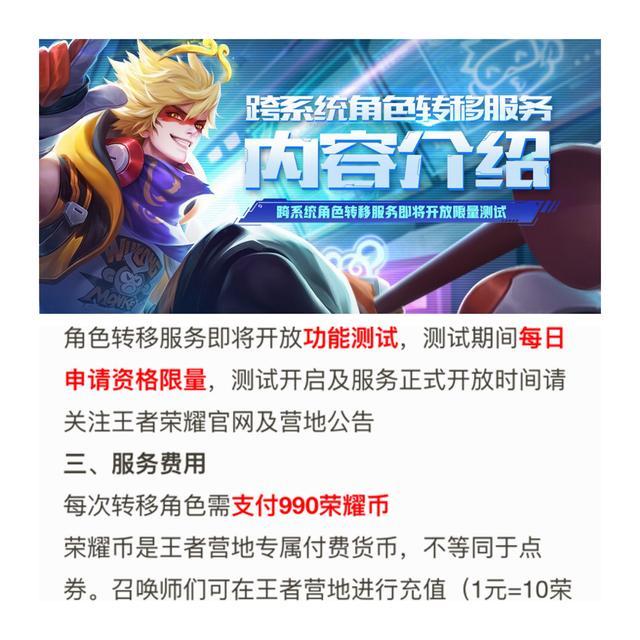 跨系统角色转移服务
内容介绍
跨系统角色转移服务即将开放限量测试
WUKONG
MONKEY
角色转移服务即将开放功能测试，测试期间每日
申请资格限量，测试开启及服务正式开放时间请
关注王者荣耀官网及营地公告
三、服务费用
每次转移角色需支付990荣耀币
荣耀币是王者营地专属付费货币，不等同于点
券。召唤师们可在王者营地进行充值（1元=10荣